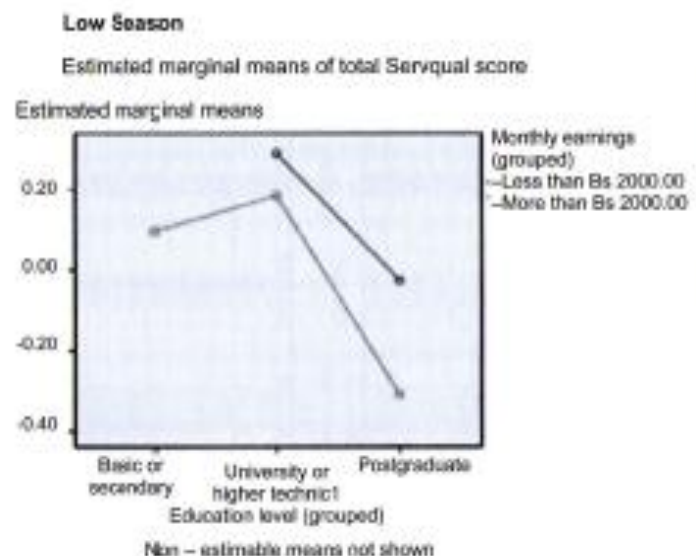 Low Season
Estimated marginal means of total Servqual score
Estimated marginal means
Monthly earnings
(grouped)
–Less than Bs 2000.00
–More than Bs 2000.00
0.20
0.00
-0.20
-0.40
Basic or
secendary
University or
higher technic1
Postgraduate
Education level (grouped)
Non – estimable means not shown